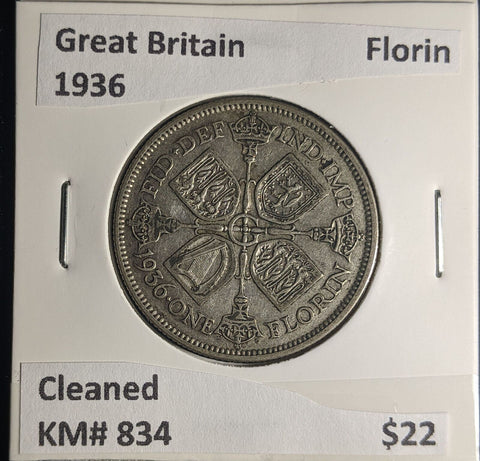 Great Britain Florin
1936
FID·DEF IND·IMP
1936·ONE FLORIN
Cleaned
KM# 834 $22